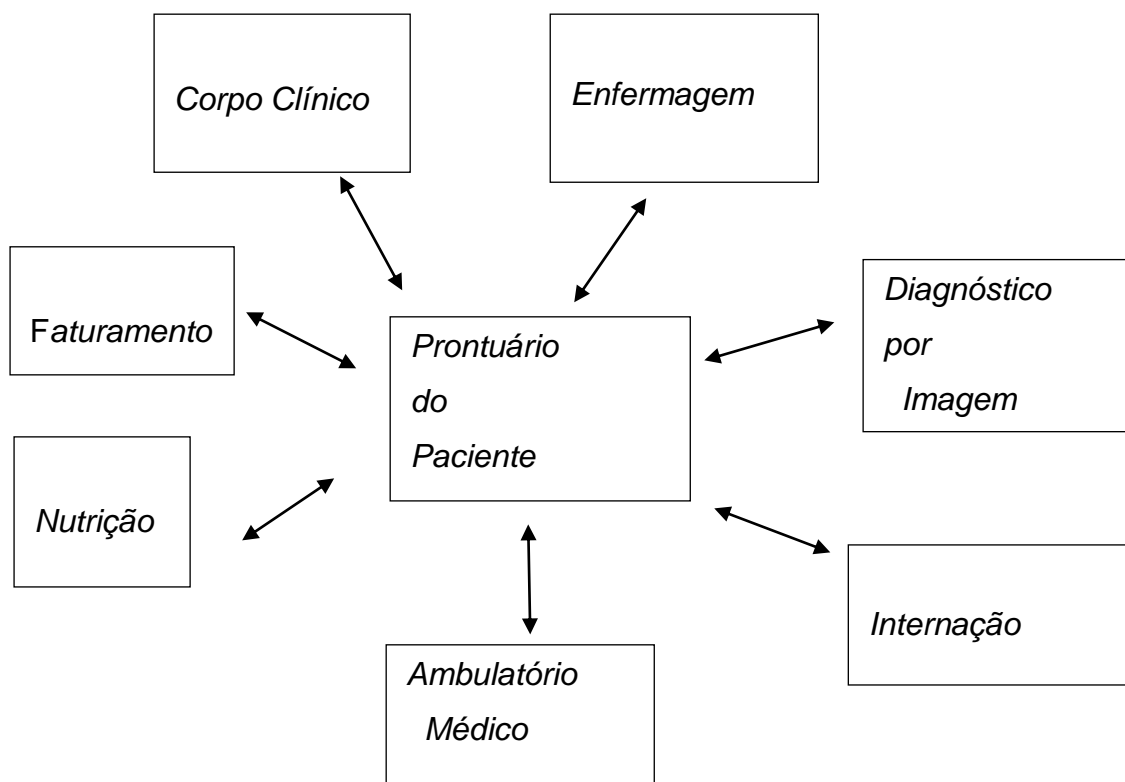 Corpo Clínico
Enfermagem
Faturamento
Prontuário
do
Paciente
Diagnóstico
por
Imagem
Nutrição
Internação
Ambulatório
Médico